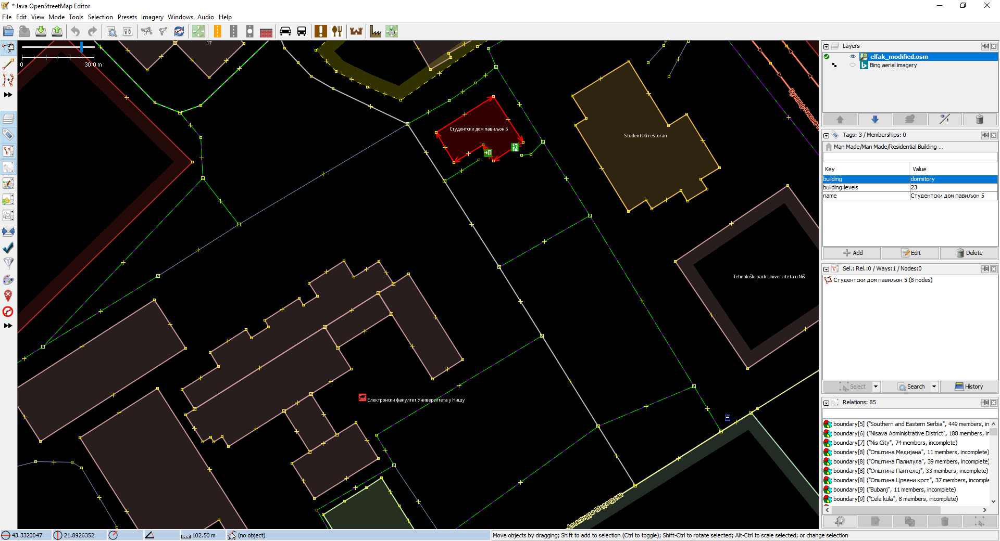 * Java OpenStreetMap Editor
File Edit View Mode Tools Selection Presets Imagery Windows Audio Help
17
0 30.0 m
Студентски дом павиљон 5
Studentski restoran
Tehnološki park Univerziteta u Niš
Електронски факултет Универзитета у Нишу
Александра Медведева
Layers
elfak_modified.osm
Bing aerial imagery
Tags: 3 / Memberships: 0
Man Made/Man Made/Residential Building ...
Key Value
building dormitory
building:levels 23
name Студентски дом павиљон 5
Add Edit Delete
Sel.: Rel.:0 / Ways:1 / Nodes:0
Студентски дом павиљон 5 (8 nodes)
Select Search History
Relations: 85
boundary[5] ("Southern and Eastern Serbia", 449 members, in
boundary[6] ("Nisava Administrative District", 188 members, in
boundary[7] ("Nis City", 74 members, incomplete)
boundary[8] ("Општина Медијана", 11 members, incomplete)
boundary[8] ("Општина Палилула", 39 members, incomplete)
boundary[8] ("Општина Пантелеј", 33 members, incomplete)
boundary[8] ("Општина Црвени крст", 37 members, incomple
boundary[9] ("Bubanj", 11 members, incomplete)
boundary[9] ("Cele kula", 8 members, incomplete)
43.3320047 21.8926352 102.50 m (no object) Move objects by dragging; Shift to add to selection (Ctrl to toggle); Shift-Ctrl to rotate selected; Alt-Ctrl to scale selected; or change selection